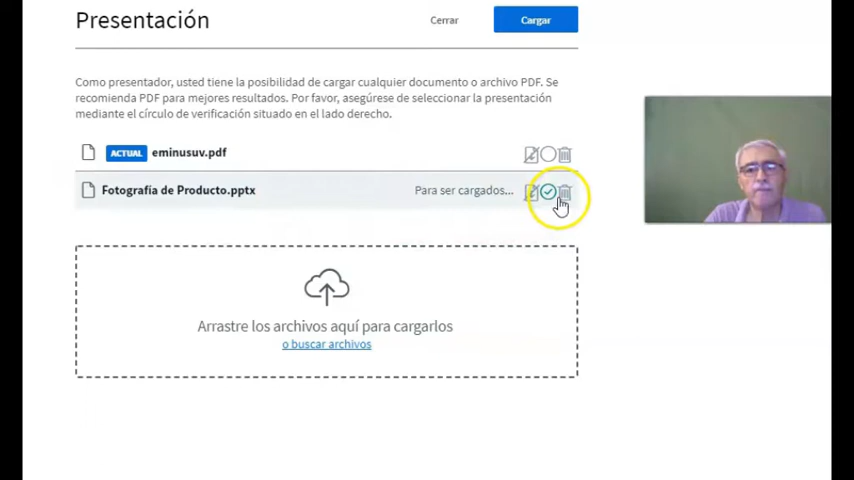 Presentación
Cerrar
Cargar
Como presentador, usted tiene la posibilidad de cargar cualquier documento o archivo PDF. Se
recomienda PDF para mejores resultados. Por favor, asegúrese de seleccionar la presentación
mediante el círculo de verificación situado en el lado derecho.
ACTUAL eminusuv.pdf
Fotografía de Producto.pptx Para ser cargados...
Arrastre los archivos aquí para cargarlos
o buscar archivos